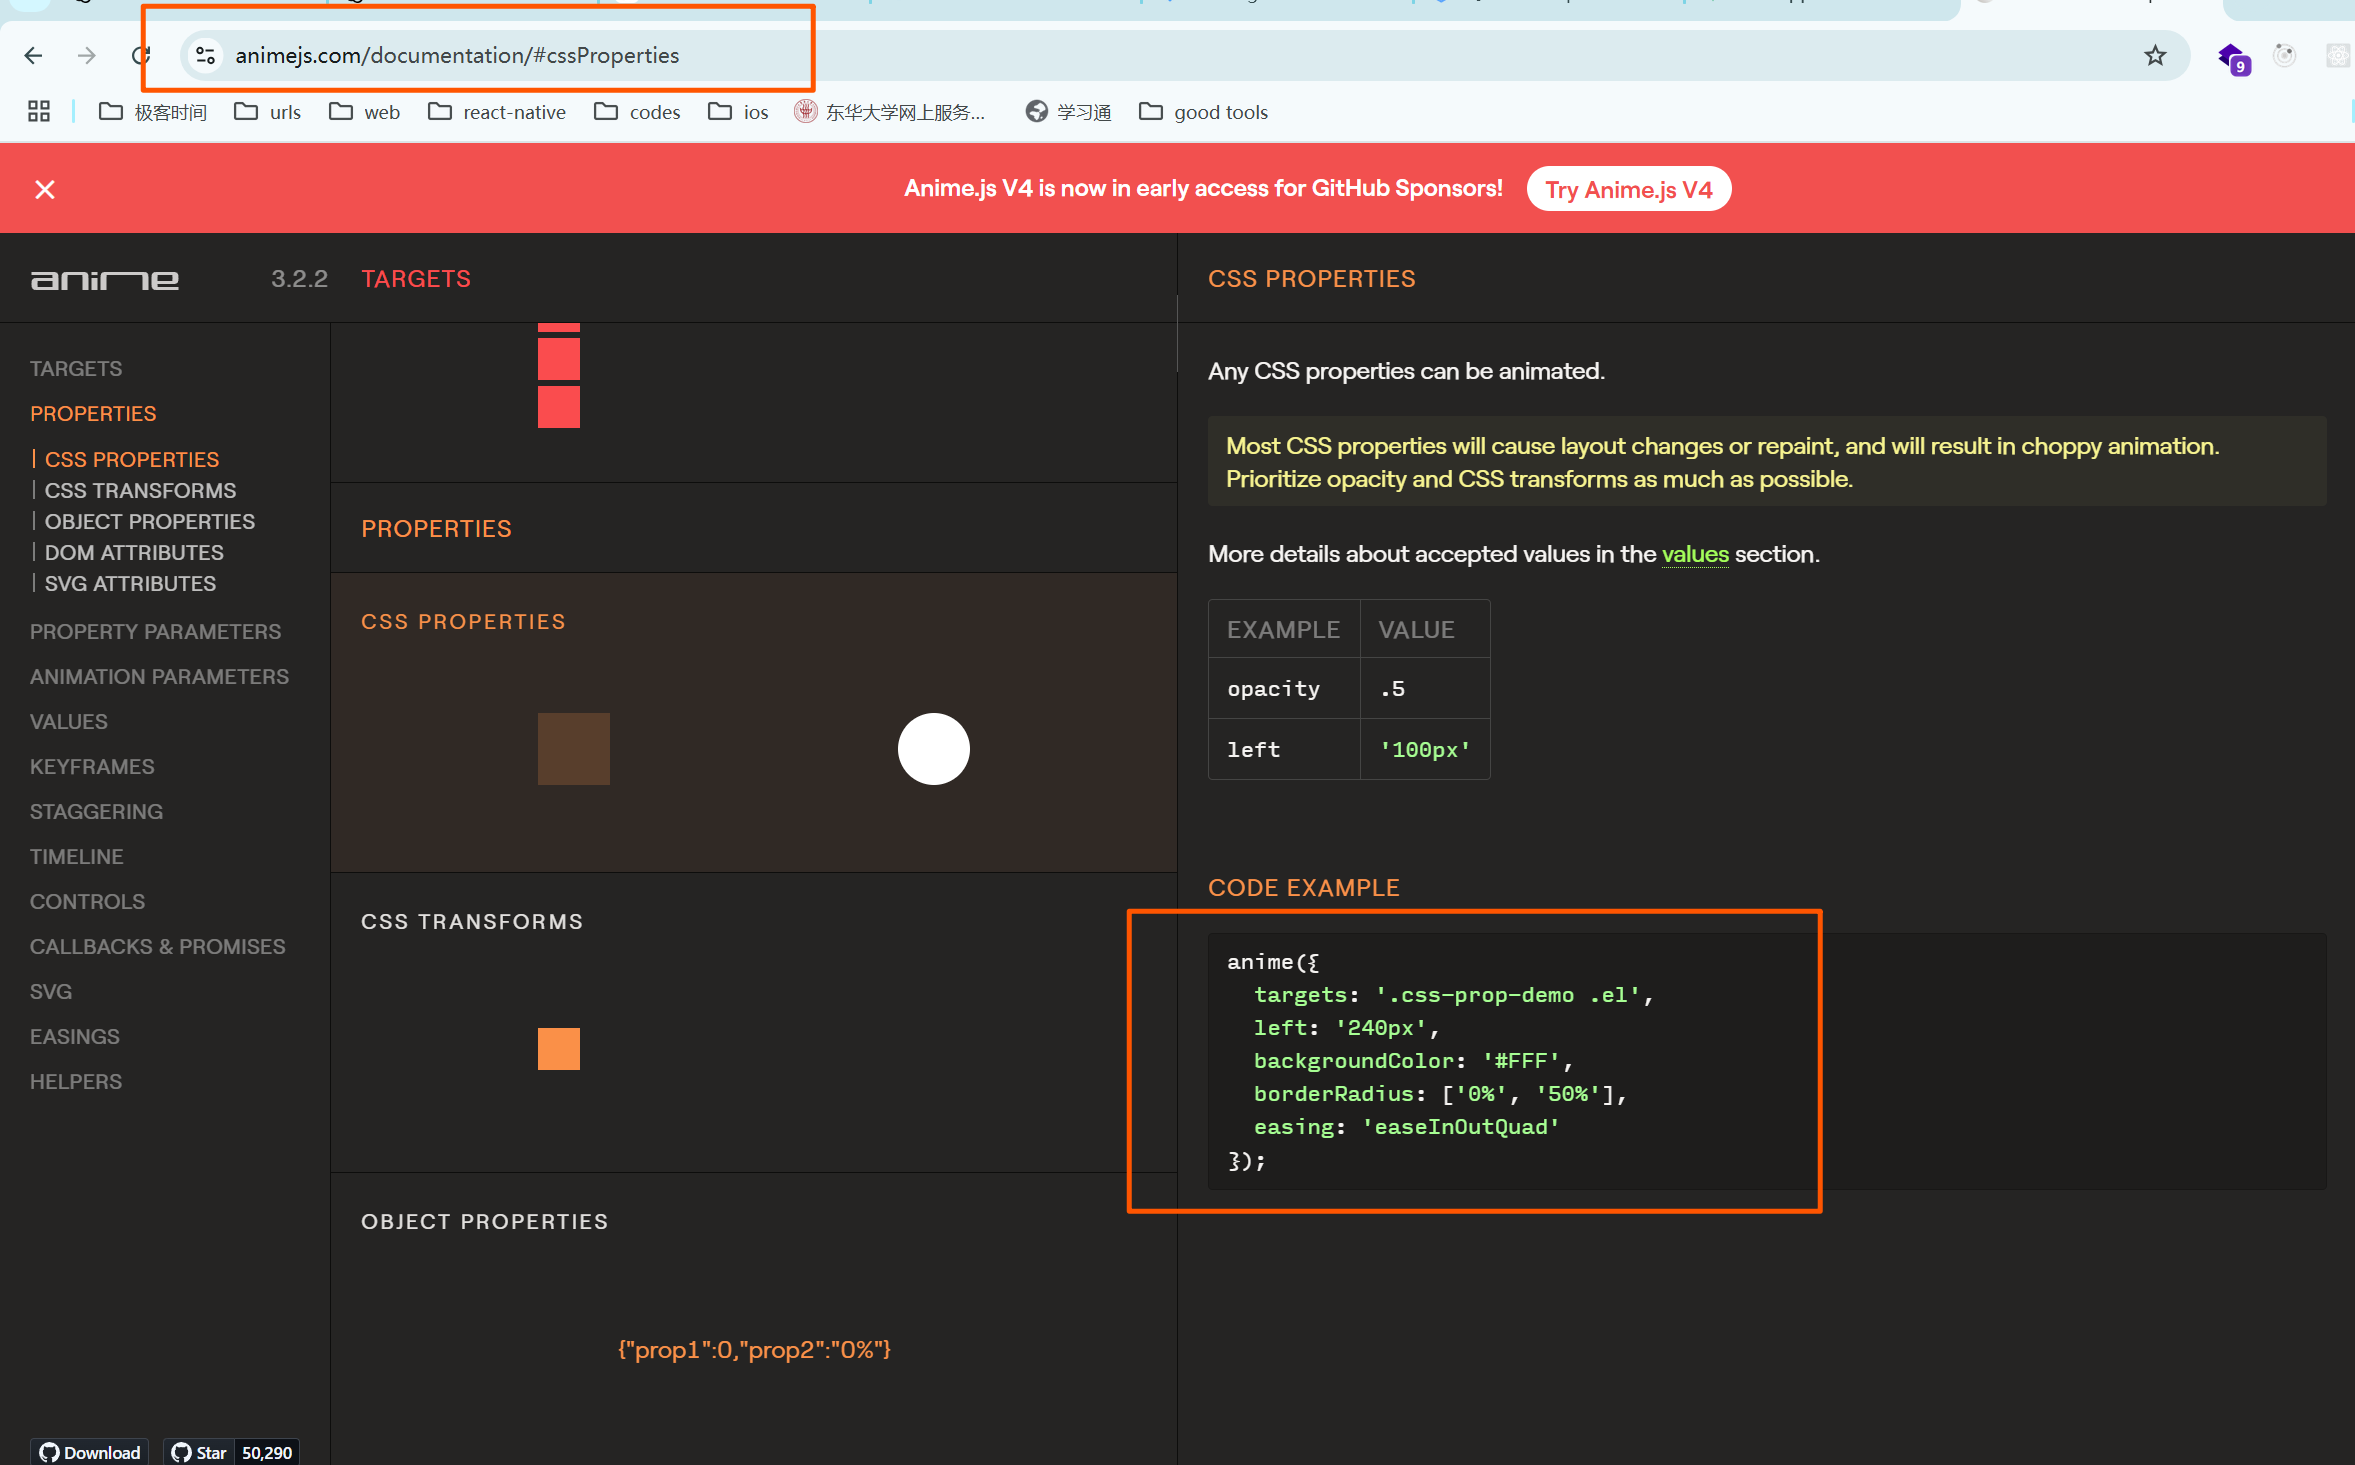 animejs.com/documentation/#cssProperties
9
极客时间
urls
web
react-native
codes
ios
东华大学网上服务...
学习通
good tools
Anime.js V4 is now in early access for GitHub Sponsors!
Try Anime.js V4
anime
3.2.2
TARGETS
PROPERTIES
CSS PROPERTIES
CSS TRANSFORMS
OBJECT PROPERTIES
DOM ATTRIBUTES
SVG ATTRIBUTES
PROPERTY PARAMETERS
ANIMATION PARAMETERS
VALUES
KEYFRAMES
STAGGERING
TIMELINE
CONTROLS
CALLBACKS & PROMISES
SVG
EASINGS
HELPERS
Download
Star
50,290
TARGETS
PROPERTIES
CSS PROPERTIES
CSS TRANSFORMS
OBJECT PROPERTIES
{"prop1":0,"prop2":"0%"}
CSS PROPERTIES
Any CSS properties can be animated.
Most CSS properties will cause layout changes or repaint, and will result in choppy animation.
Prioritize opacity and CSS transforms as much as possible.
More details about accepted values in the values section.
EXAMPLE VALUE
opacity .5
left '100px'
CODE EXAMPLE
anime({
targets: '.css-prop-demo .el',
left: '240px',
backgroundColor: '#FFF',
borderRadius: ['0%', '50%'],
easing: 'easeInOutQuad'
});